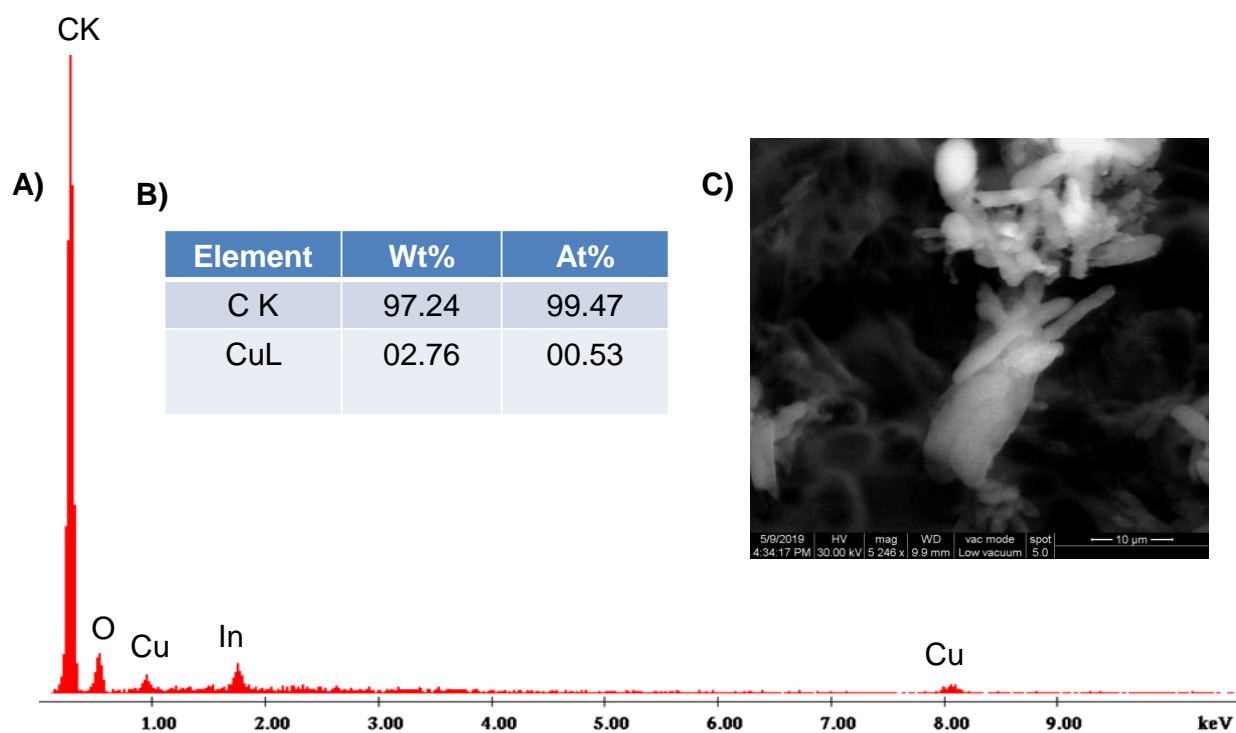 CK
A)
B)
C)
Element Wt% At%
C K 97.24 99.47
CuL 02.76 00.53
5/9/2019 HV mag WD vac mode spot
4:34:17 PM 30.00 kV 5 246 x 9.9 mm Low vacuum 5.0 10 µm
O
Cu
In
Cu
1.00 2.00 3.00 4.00 5.00 6.00 7.00 8.00 9.00 keV